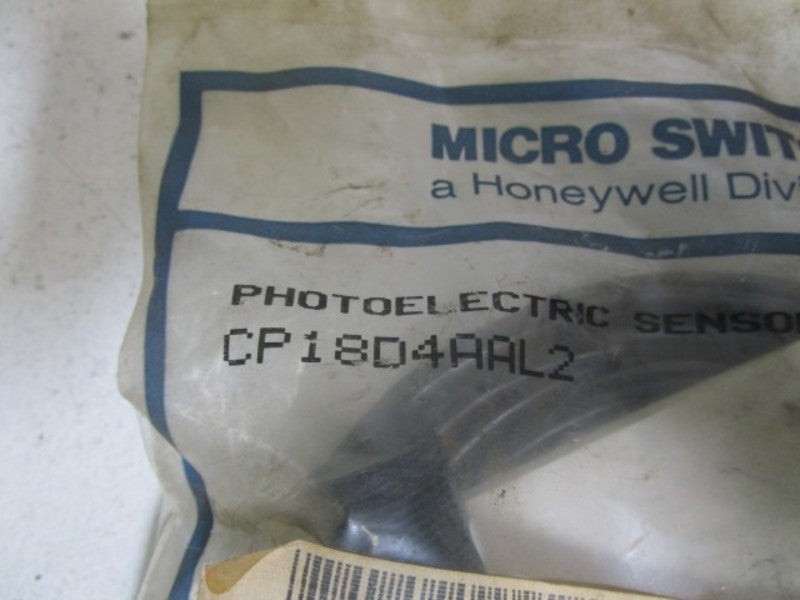 MICRO SWIT
a Honeywell Divi
PHOTOELECTRIC SENSO
CP18D4AAL2